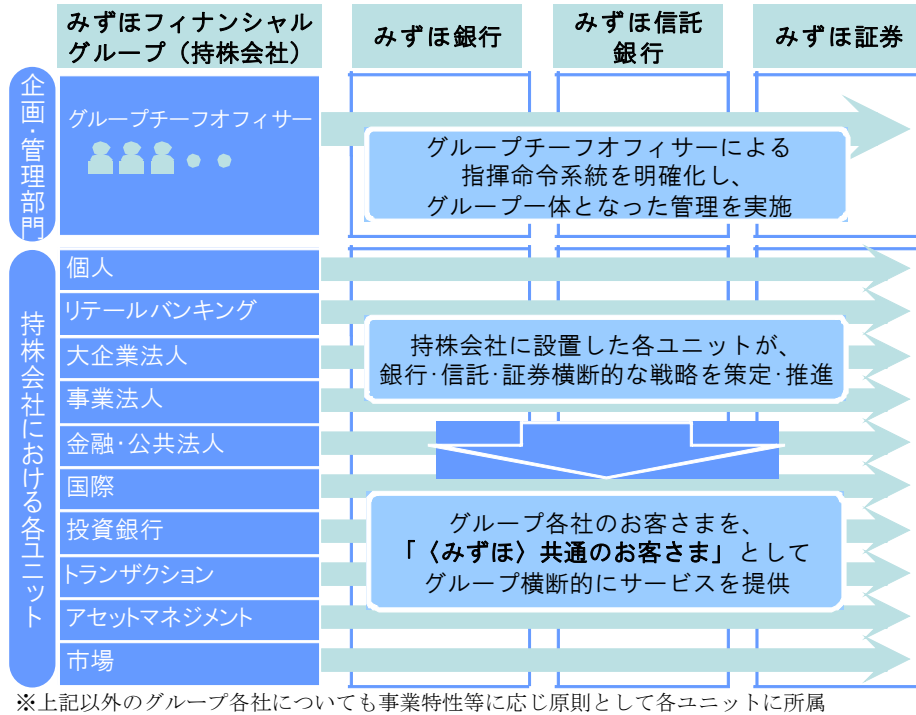 みずほフィナンシャル
グループ（持株会社）
みずほ銀行
みずほ信託
銀行
みずほ証券
企画・管理部門
グループチーフオフィサー
グループチーフオフィサーによる
指揮命令系統を明確化し、
グループ一体となった管理を実施
持株会社における各ユニット
個人
リテールバンキング
大企業法人
事業法人
金融・公共法人
国際
投資銀行
トランザクション
アセットマネジメント
市場
持株会社に設置した各ユニットが、
銀行・信託・証券横断的な戦略を策定・推進
グループ各社のお客さまを、
「〈みずほ〉共通のお客さま」として
グループ横断的にサービスを提供
※上記以外のグループ各社についても事業特性等に応じ原則として各ユニットに所属